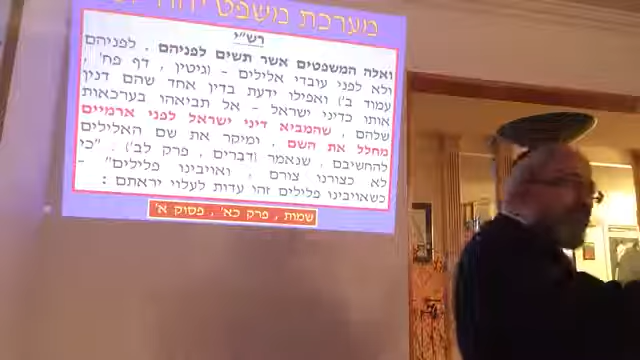 מערכת משפט
רש״י
ואלה המשפטים אשר תשים לפניהם . לפניהם
ולא לפני עובדי אלילים – (גיטין , דף פח' ,
עמוד ב') ואפילו ידעת בדין אחד שהם דנין
אותו כדיני ישראל – אל תביאהו בערכאות
שלהם , שהמביא דיני ישראל לפני ארמיים
מחלל את השם , ומיקר את שם האלילים
להחשיבם , שנאמר (דברים , פרק לב') . "כי
לא כצורנו צורם , ואויבינו פלילים" –
כשאויבינו פלילים זהו עדות לעלוי יראתם :
שמות , פרק כא' , פסוק א'